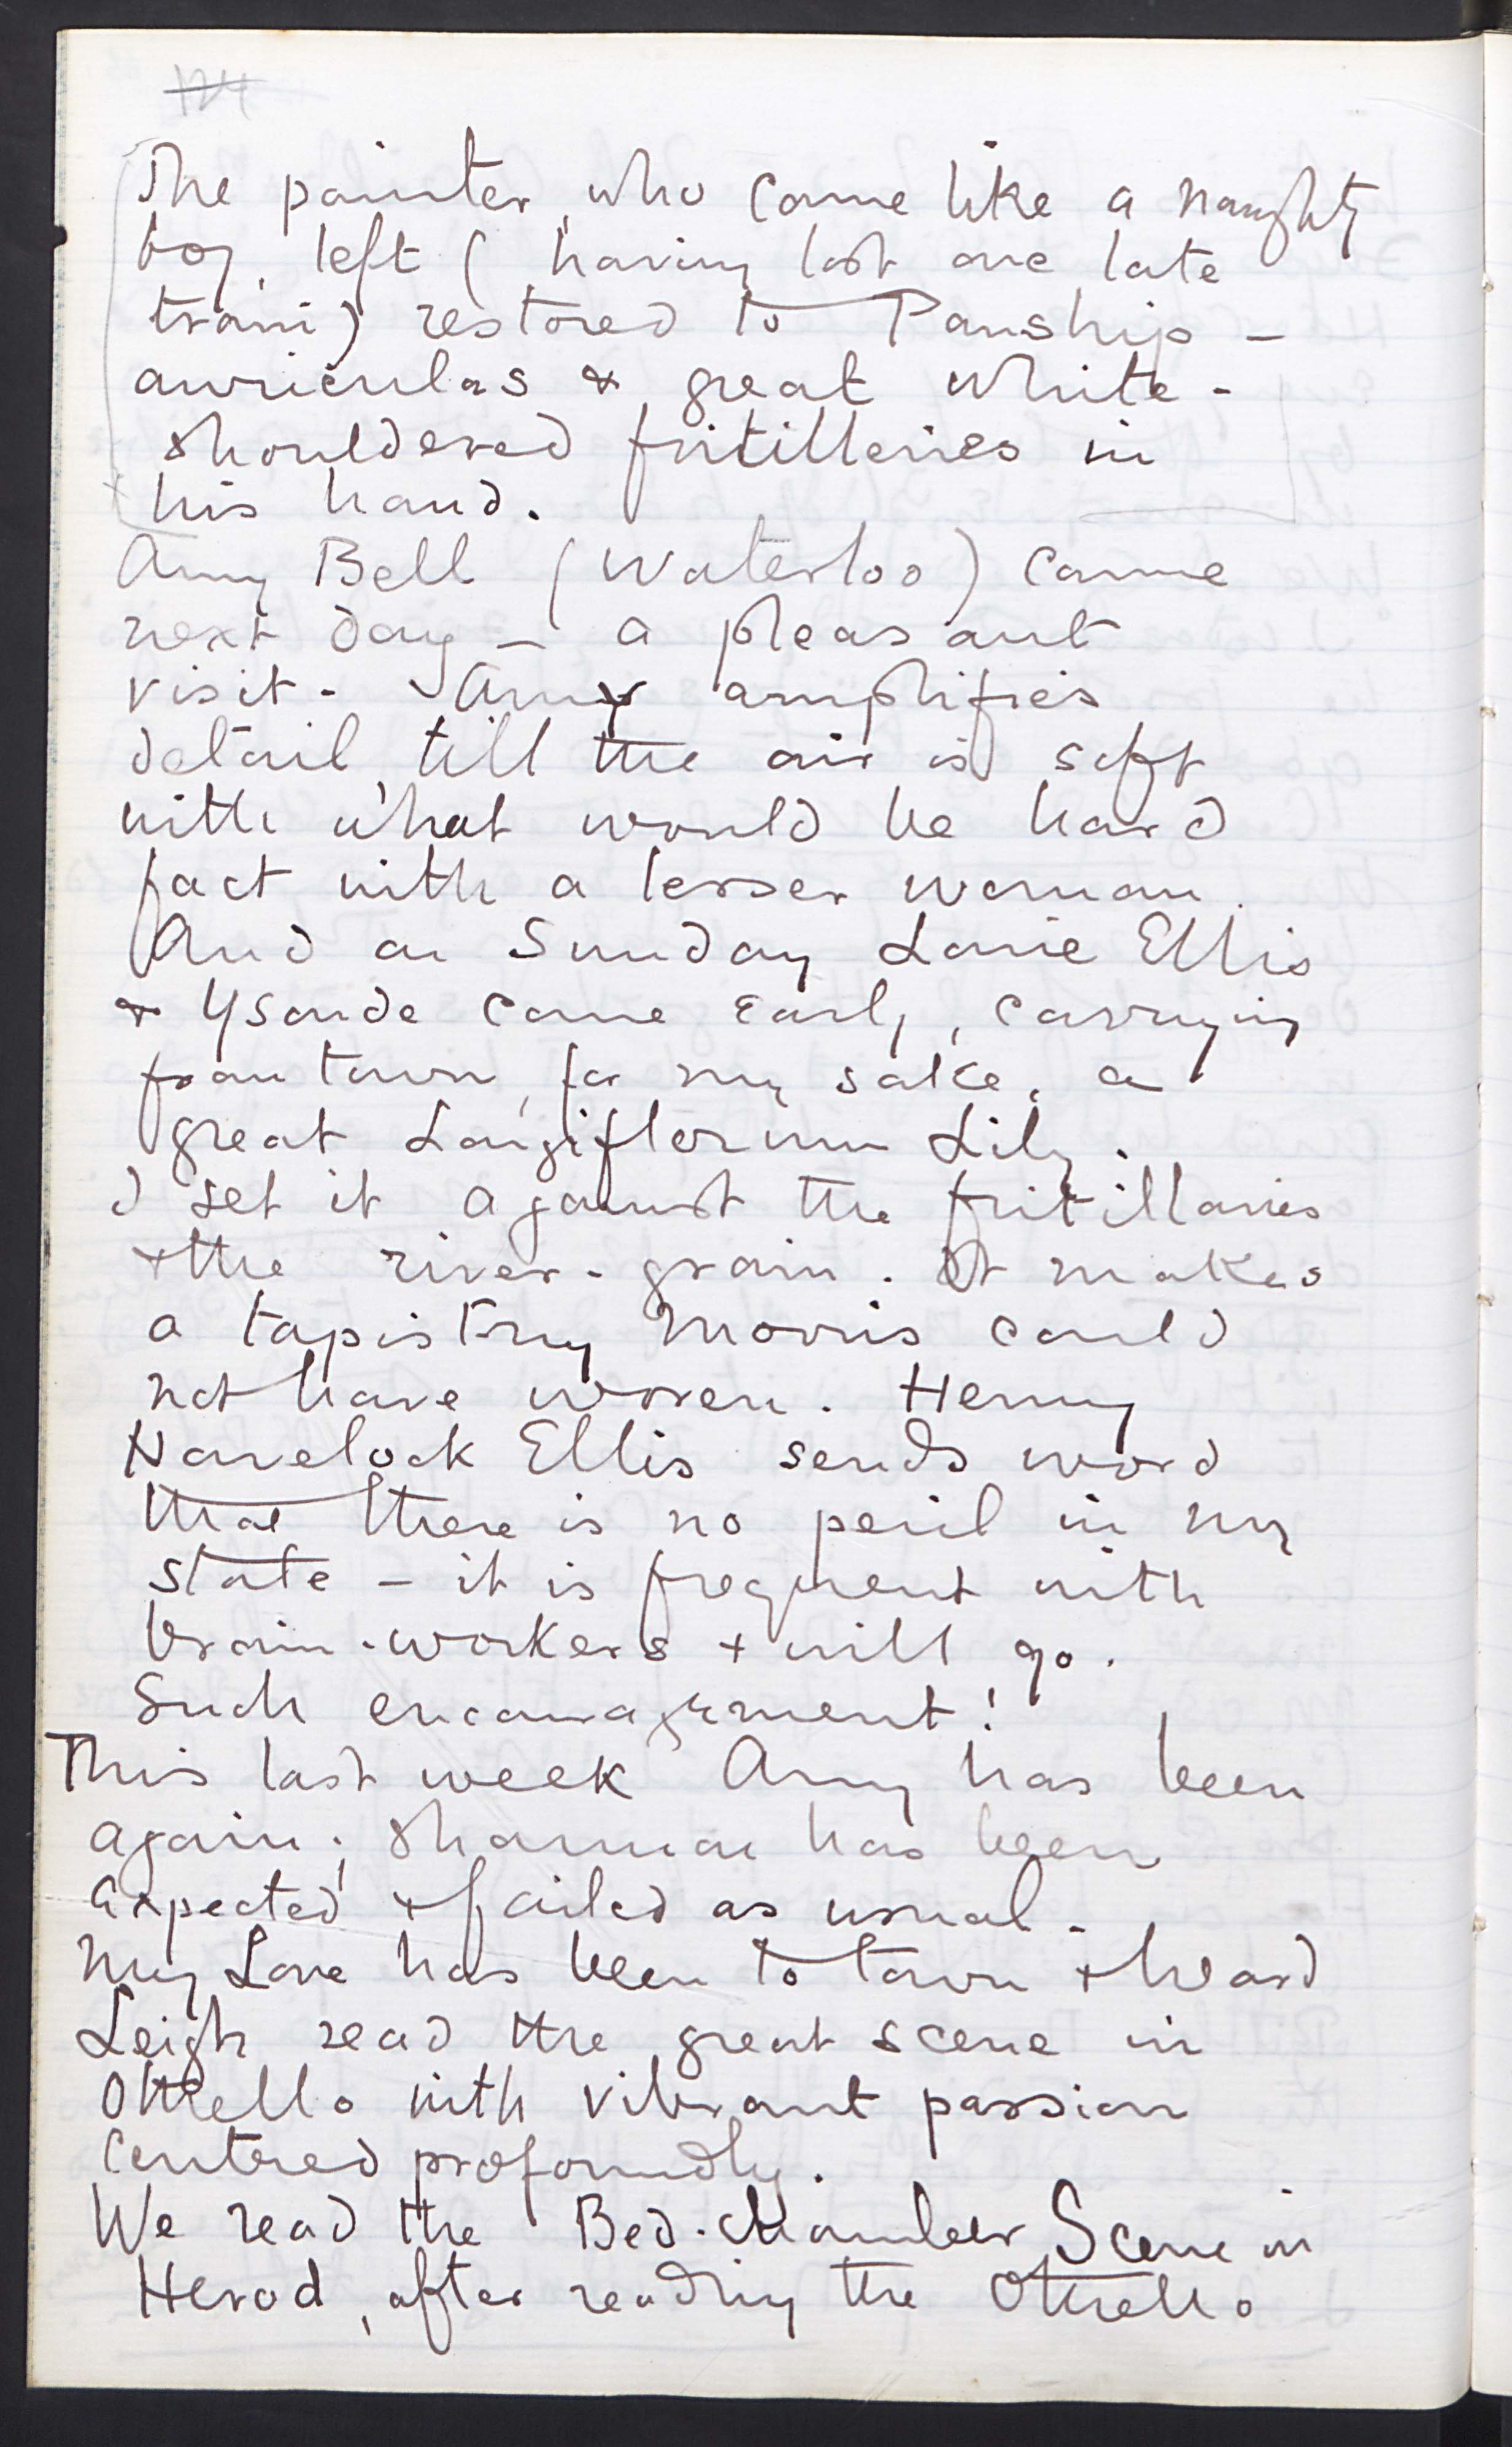 124
The painter, who came like a naughty
boy, left (having lost one late
train) restored to Panship —
auriculas & great white-
shouldered fritilleries in
his hand.
Amy Bell (Waterloo) came
next day — a pleasant
visit. Amy amplifies
detail, till the air is soft
with what would be hard
fact with a lesser woman.
And on Sunday Louie Ellis
& Ysonde came early, carrying
from town, for my sake, a
great Longiflorum Lily.
I set it against the fritillaries
& the river-grain. It makes
a tapistry Morris could
not have woven. Henry
Havelock Ellis sends word
that there is no peril in my
state — it is frequent with
brain-workers & will go.
Such encouragement!
This last week Amy has been
again; Shannon has been
expected & failed as usual.
My Love has been to town & heard
Leigh read the great scene in
Othello with vibrant passion
centred profoundly.
We read the Bed-chamber Scene in
Herod, after reading the Othello